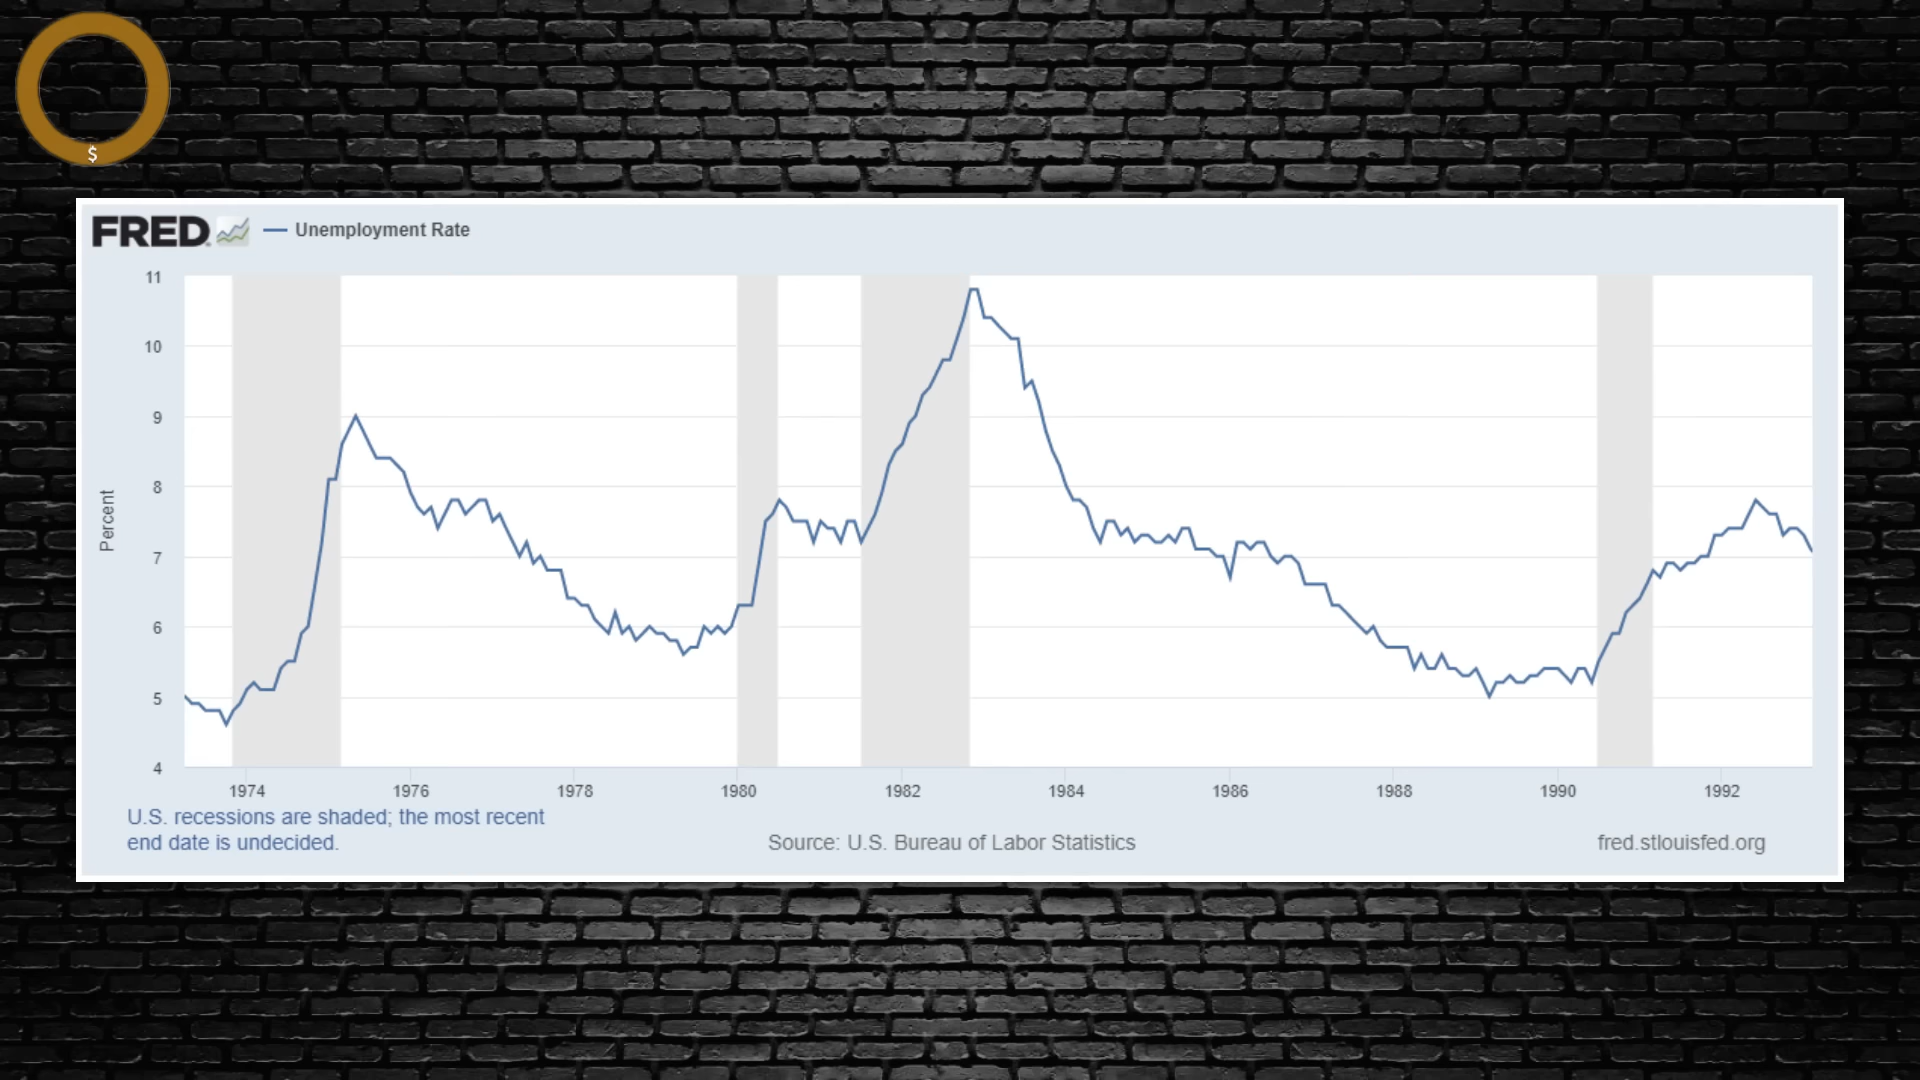 $
FRED
Unemployment Rate
11
10
9
8
7
6
5
4
Percent
1974 1976 1978 1980 1982 1984 1986 1988 1990 1992
U.S. recessions are shaded; the most recent
end date is undecided.
Source: U.S. Bureau of Labor Statistics
fred.stlouisfed.org